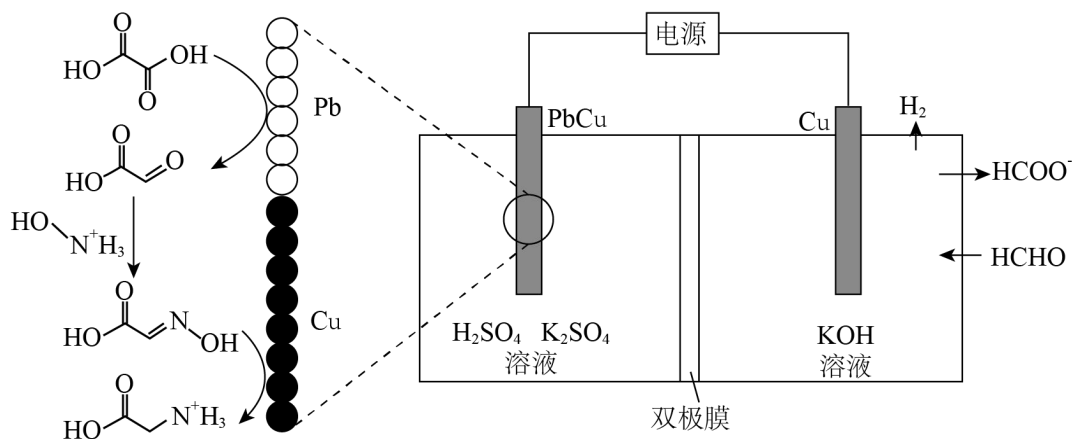 O
HO
OH
O
O
HO
O
HO
N⁺H₃
O
HO
N
OH
O
HO
N⁺H₃
Pb
Cu
电源
PbCu
Cu
H₂
HCOO⁻
HCHO
H₂SO₄ K₂SO₄
溶液
KOH
溶液
双极膜